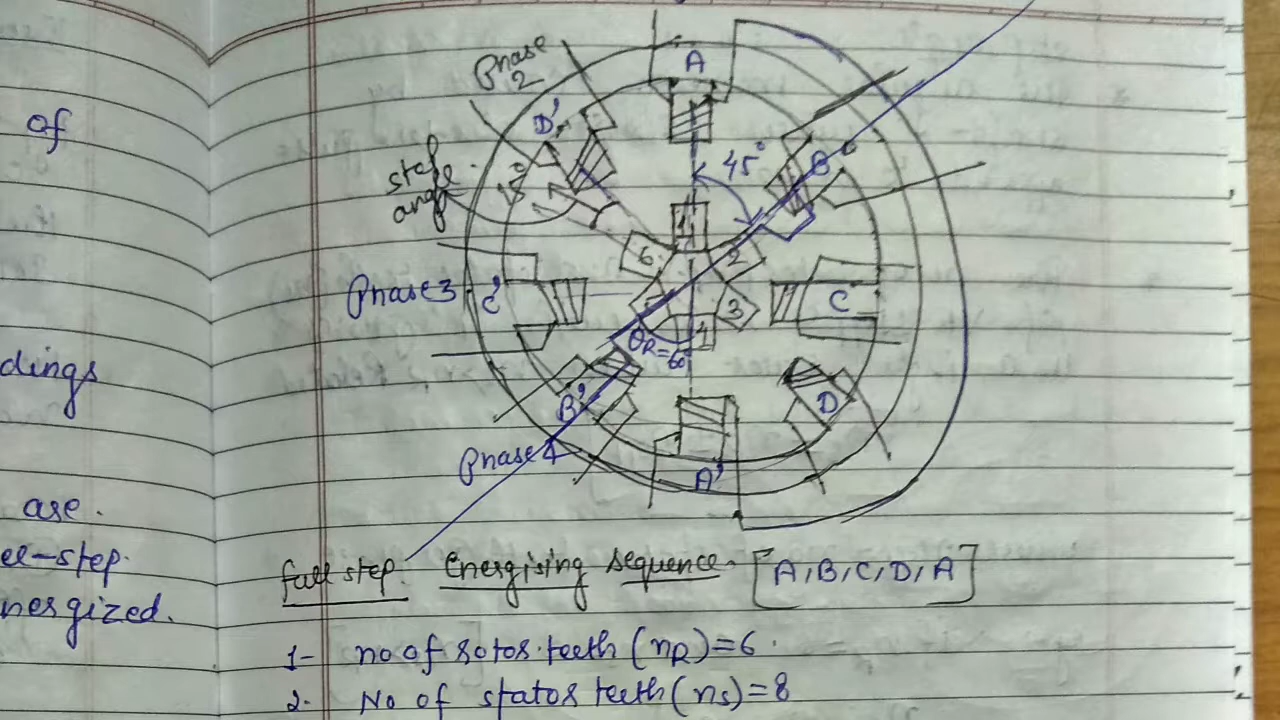 of
dings
ase.
el-step.
nergized.
Phase 2
A
D'
45°
B
step angle
15°
1
6
2
Phase 3
C'
5
3
C
4
θR=60°
B'
D
Phase 4
A'
full step. Energising sequence- [A,B,C,D,A]
1- no of rotor teeth (nR)=6.
2- No of stator teeth (ns)=8